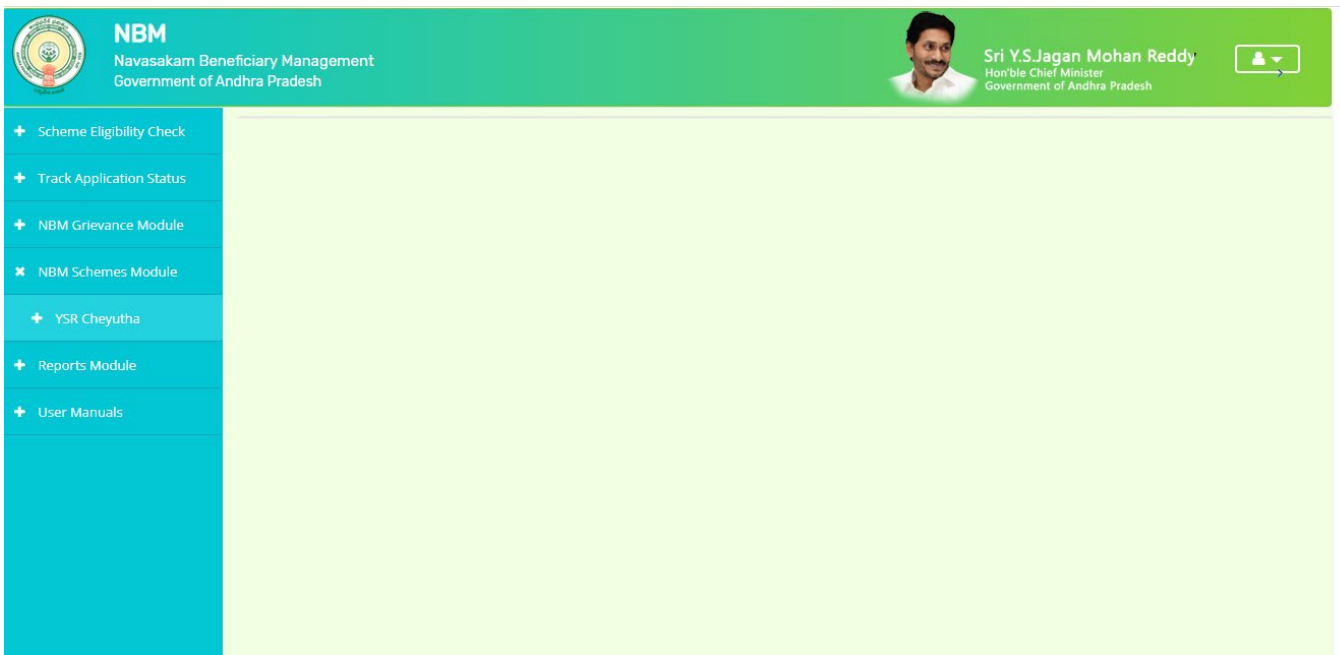 NBM
Navasakam Beneficiary Management
Government of Andhra Pradesh
Sri Y.S.Jagan Mohan Reddy
Hon'ble Chief Minister
Government of Andhra Pradesh
Scheme Eligibility Check
Track Application Status
NBM Grievance Module
NBM Schemes Module
YSR Cheyutha
Reports Module
User Manuals